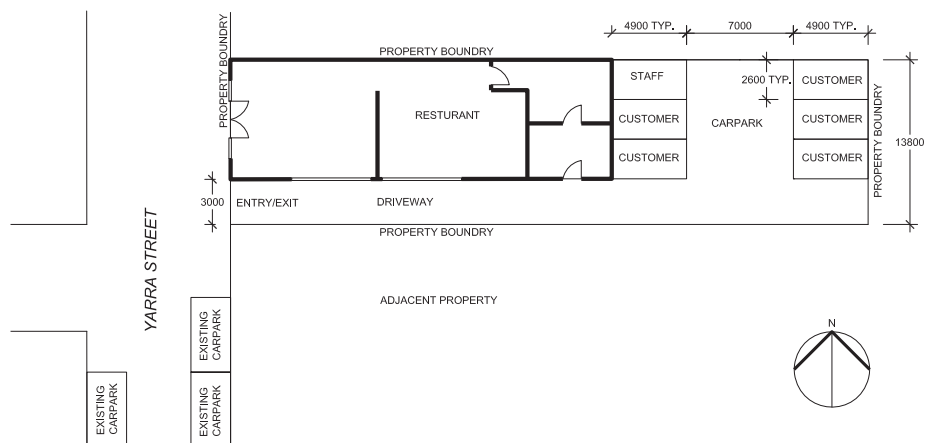 4900 TYP.
7000
4900 TYP.
PROPERTY BOUNDRY
PROPERTY BOUNDRY
STAFF
2600 TYP.
CUSTOMER
RESTURANT
CUSTOMER
CARPARK
CUSTOMER
PROPERTY BOUNDRY
13800
CUSTOMER
CUSTOMER
3000
ENTRY/EXIT
DRIVEWAY
PROPERTY BOUNDRY
YARRA STREET
ADJACENT PROPERTY
EXISTING
CARPARK
N
EXISTING
CARPARK
EXISTING
CARPARK